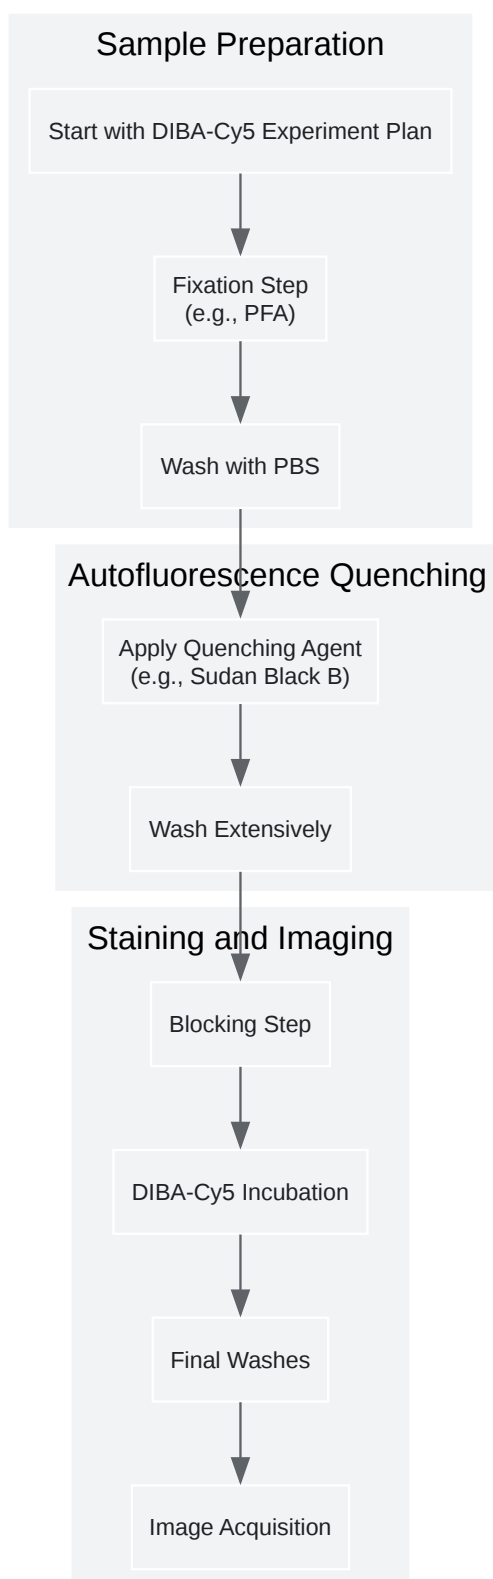 Sample Preparation
Start with DIBA-Cy5 Experiment Plan
Fixation Step
(e.g., PFA)
Wash with PBS
Autofluorescence Quenching
Apply Quenching Agent
(e.g., Sudan Black B)
Wash Extensively
Staining and Imaging
Blocking Step
DIBA-Cy5 Incubation
Final Washes
Image Acquisition